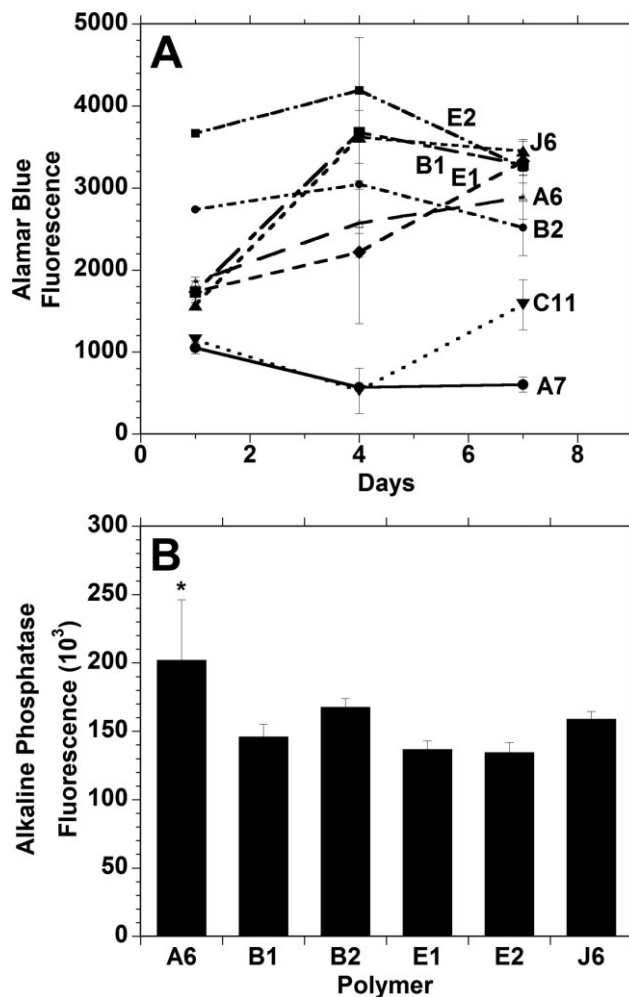 A
Alamar Blue
Fluorescence
5000
4000
3000
2000
1000
0
E2
J6
B1
E1
A6
B2
C11
A7
0 2 4 6 8
Days
B
Alkaline Phosphatase
Fluorescence (10³)
300
250
200
150
100
50
0
*
A6 B1 B2 E1 E2 J6
Polymer